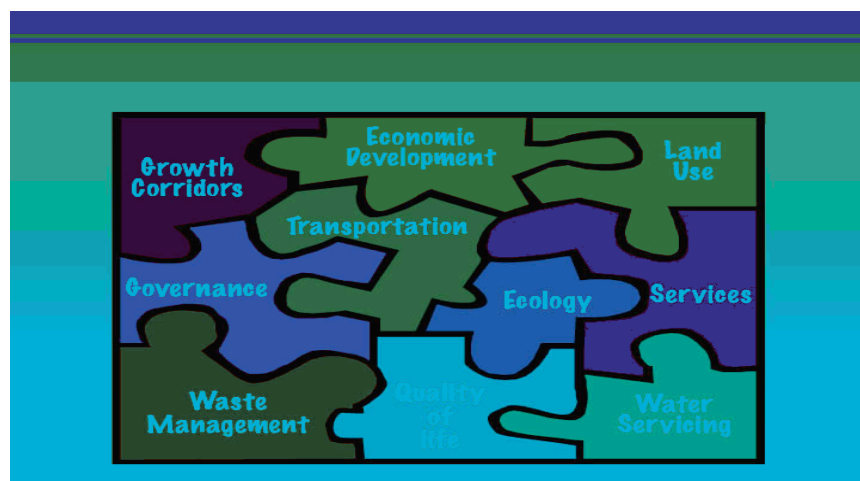 Growth
Corridors
Economic
Development
Land
Use
Transportation
Governance
Ecology
Services
Waste
Management
Quality
of
life
Water
Servicing